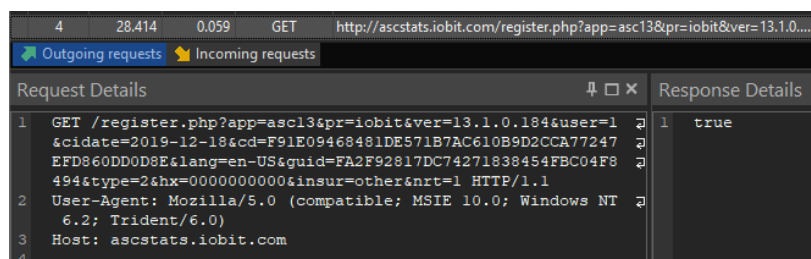 4 28.414 0.059 GET http://ascstats.iobit.com/register.php?app=asc13&pr=iobit&ver=13.1.0....
Outgoing requests Incoming requests
Request Details
1 GET /register.php?app=asc13&pr=iobit&ver=13.1.0.184&user=1
&cidate=2019-12-18&cd=F91E09468481DE571B7AC610B9D2CCA77247
EFD860DD0D8E&lang=en-US&guid=FA2F92817DC74271838454FBC04F8
494&type=2&hx=0000000000&insur=other&nrt=1 HTTP/1.1
2 User-Agent: Mozilla/5.0 (compatible; MSIE 10.0; Windows NT
6.2; Trident/6.0)
3 Host: ascstats.iobit.com
4
Response Details
1 true